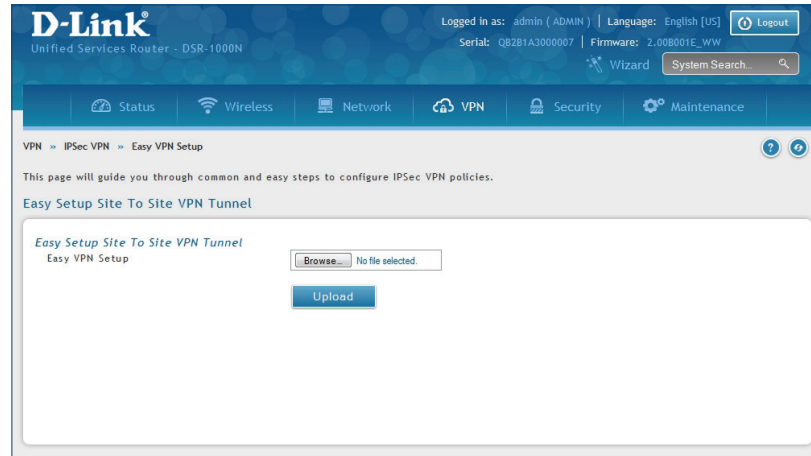 D-Link®
Unified Services Router - DSR-1000N
Logged in as: admin ( ADMIN ) | Language: English [US]
Logout
Serial: QB2B1A3000007 | Firmware: 2.00B001E_WW
Wizard
System Search...
Status
Wireless
Network
VPN
Security
Maintenance
VPN » IPSec VPN » Easy VPN Setup
?
This page will guide you through common and easy steps to configure IPSec VPN policies.
Easy Setup Site To Site VPN Tunnel
Easy Setup Site To Site VPN Tunnel
Easy VPN Setup
Browse... No file selected.
Upload